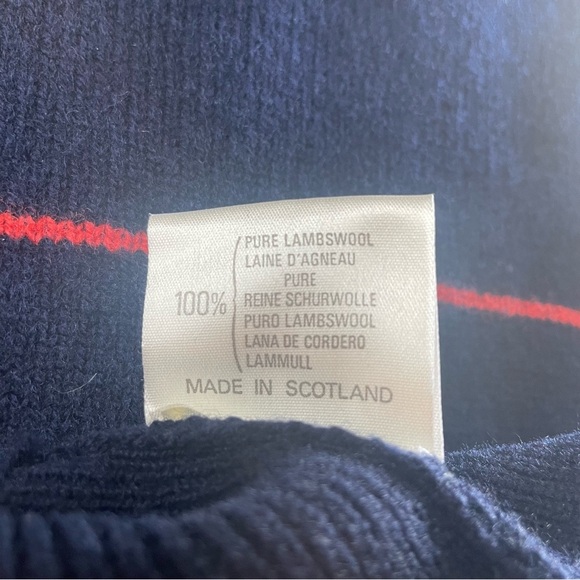 PURE LAMBSWOOL
LAINE D'AGNEAU
PURE
100% REINE SCHURWOLLE
PURO LAMBSWOOL
LANA DE CORDERO
LAMMULL
MADE IN SCOTLAND